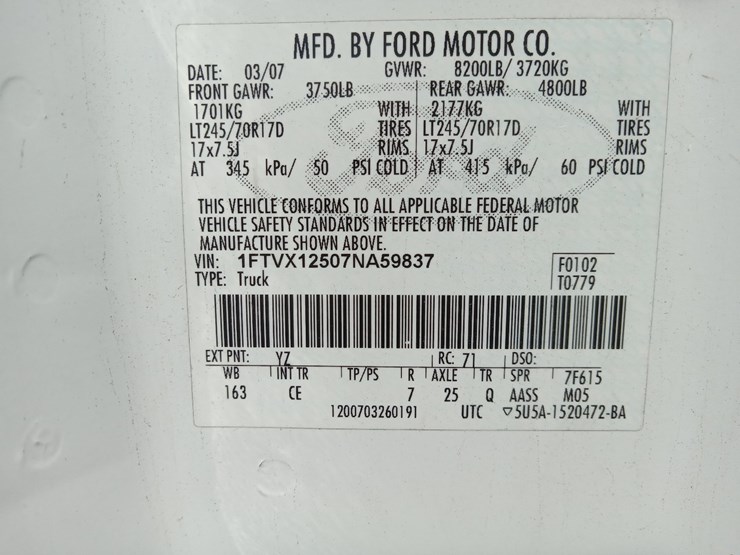 MFD. BY FORD MOTOR CO.
DATE: 03/07 GVWR: 8200LB/ 3720KG
FRONT GAWR: 3750LB REAR GAWR: 4800LB
1701KG WITH 2177KG WITH
LT245/70R17D TIRES LT245/70R17D TIRES
17x7.5J RIMS 17x7.5J RIMS
AT 345 kPa/ 50 PSI COLD AT 415 kPa/ 60 PSI COLD
Ford
THIS VEHICLE CONFORMS TO ALL APPLICABLE FEDERAL MOTOR
VEHICLE SAFETY STANDARDS IN EFFECT ON THE DATE OF
MANUFACTURE SHOWN ABOVE.
VIN: 1FTVX12507NA59837 F0102
TYPE: Truck T0779
EXT PNT: YZ RC: 71 DSO:
WB INT TR TP/PS R AXLE TR SPR 7F615
163 CE 7 25 Q AASS M05
1200703260191 UTC ▽5U5A-1520472-BA